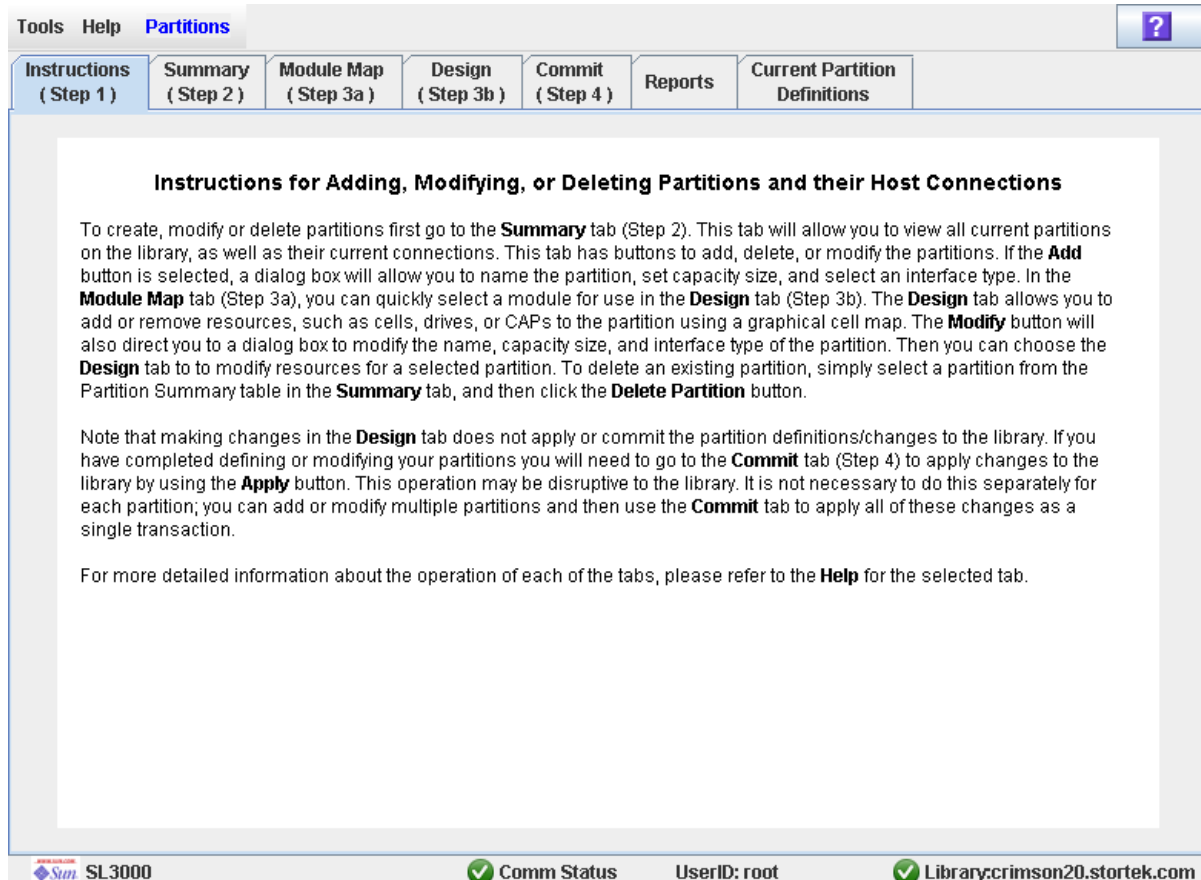 Tools Help Partitions ?
Instructions Summary Module Map Design Commit Reports Current Partition
( Step 1 ) ( Step 2 ) ( Step 3a ) ( Step 3b ) ( Step 4 ) Definitions
Instructions for Adding, Modifying, or Deleting Partitions and their Host Connections
To create, modify or delete partitions first go to the Summary tab (Step 2). This tab will allow you to view all current partitions
on the library, as well as their current connections. This tab has buttons to add, delete, or modify the partitions. If the Add
button is selected, a dialog box will allow you to name the partition, set capacity size, and select an interface type. In the
Module Map tab (Step 3a), you can quickly select a module for use in the Design tab (Step 3b). The Design tab allows you to
add or remove resources, such as cells, drives, or CAPs to the partition using a graphical cell map. The Modify button will
also direct you to a dialog box to modify the name, capacity size, and interface type of the partition. Then you can choose the
Design tab to to modify resources for a selected partition. To delete an existing partition, simply select a partition from the
Partition Summary table in the Summary tab, and then click the Delete Partition button.
Note that making changes in the Design tab does not apply or commit the partition definitions/changes to the library. If you
have completed defining or modifying your partitions you will need to go to the Commit tab (Step 4) to apply changes to the
library by using the Apply button. This operation may be disruptive to the library. It is not necessary to do this separately for
each partition; you can add or modify multiple partitions and then use the Commit tab to apply all of these changes as a
single transaction.
For more detailed information about the operation of each of the tabs, please refer to the Help for the selected tab.
Sun SL3000 Comm Status UserID: root Library:crimson20.stortek.com